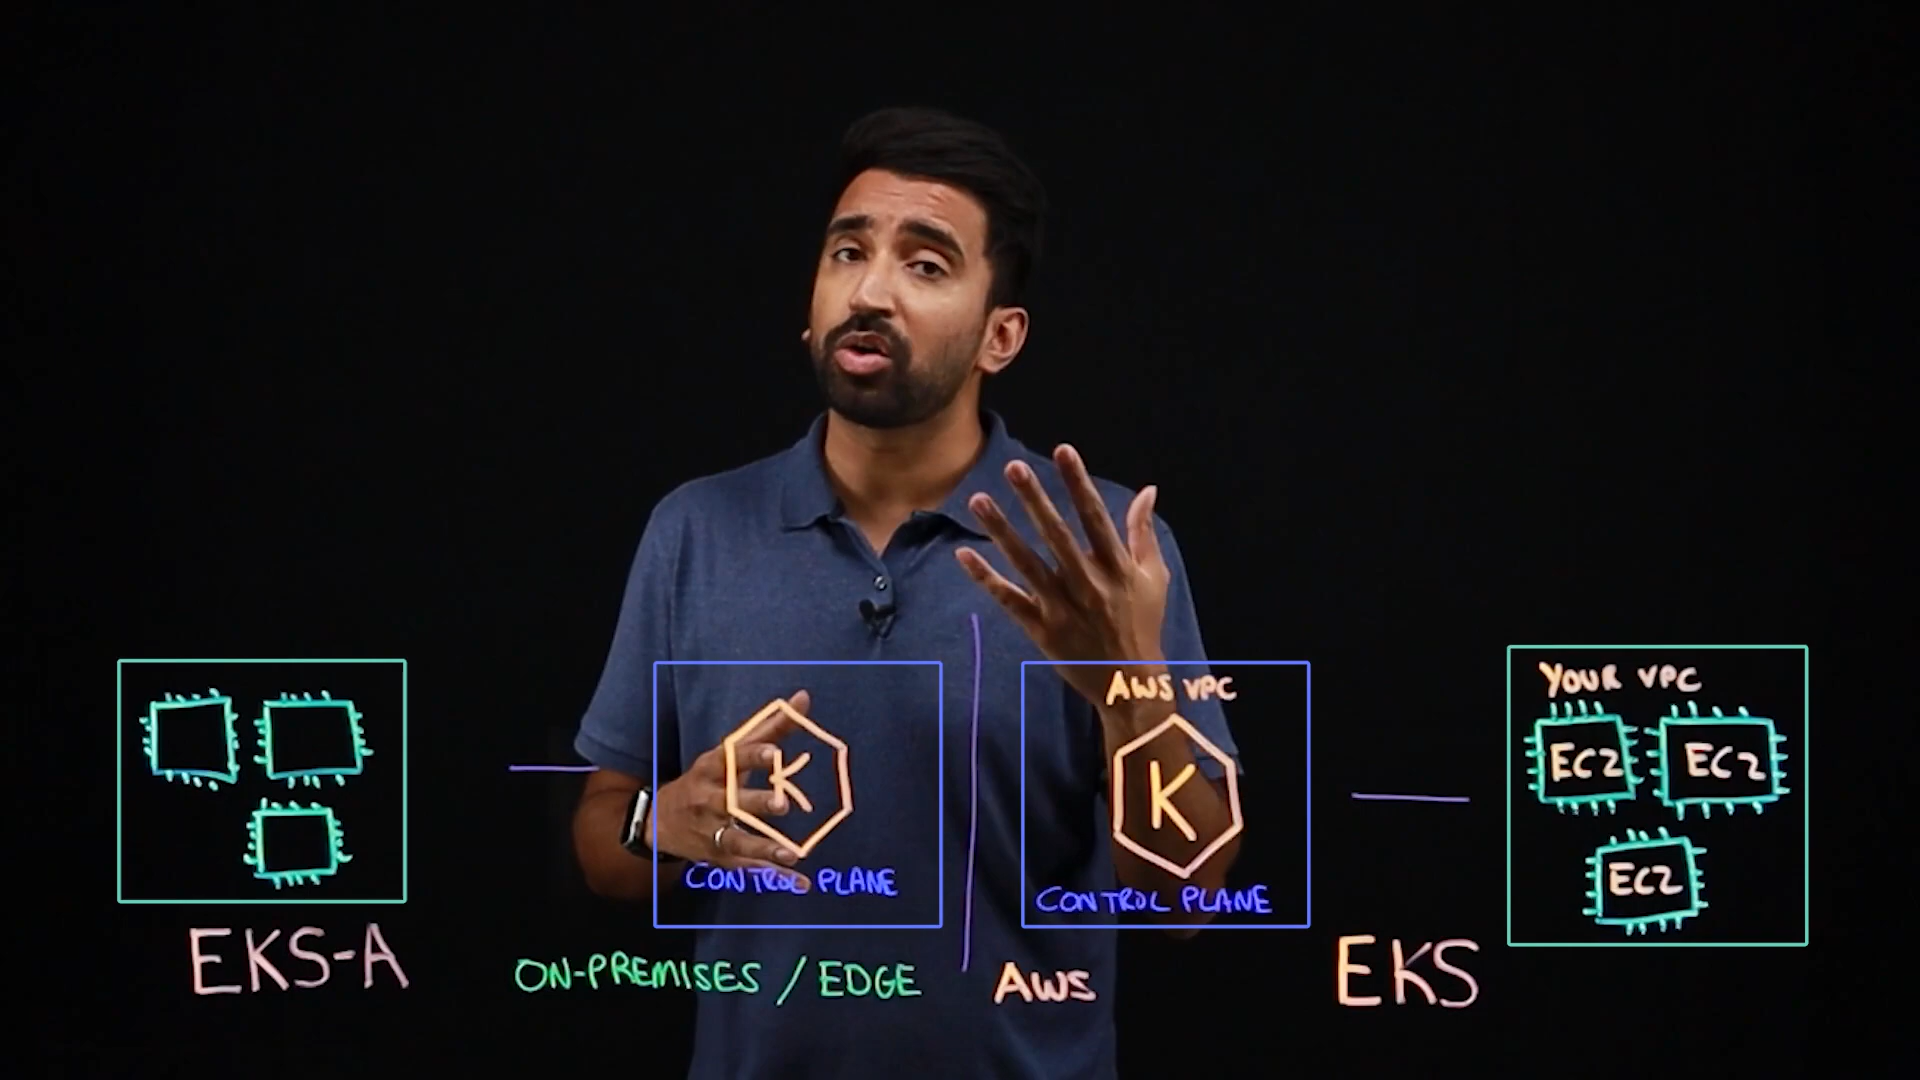 AWS VPC
YOUR VPC
K
K
EC2
EC2
EC2
CONTROL PLANE
CONTROL PLANE
EKS-A
ON-PREMISES / EDGE
AWS
EKS